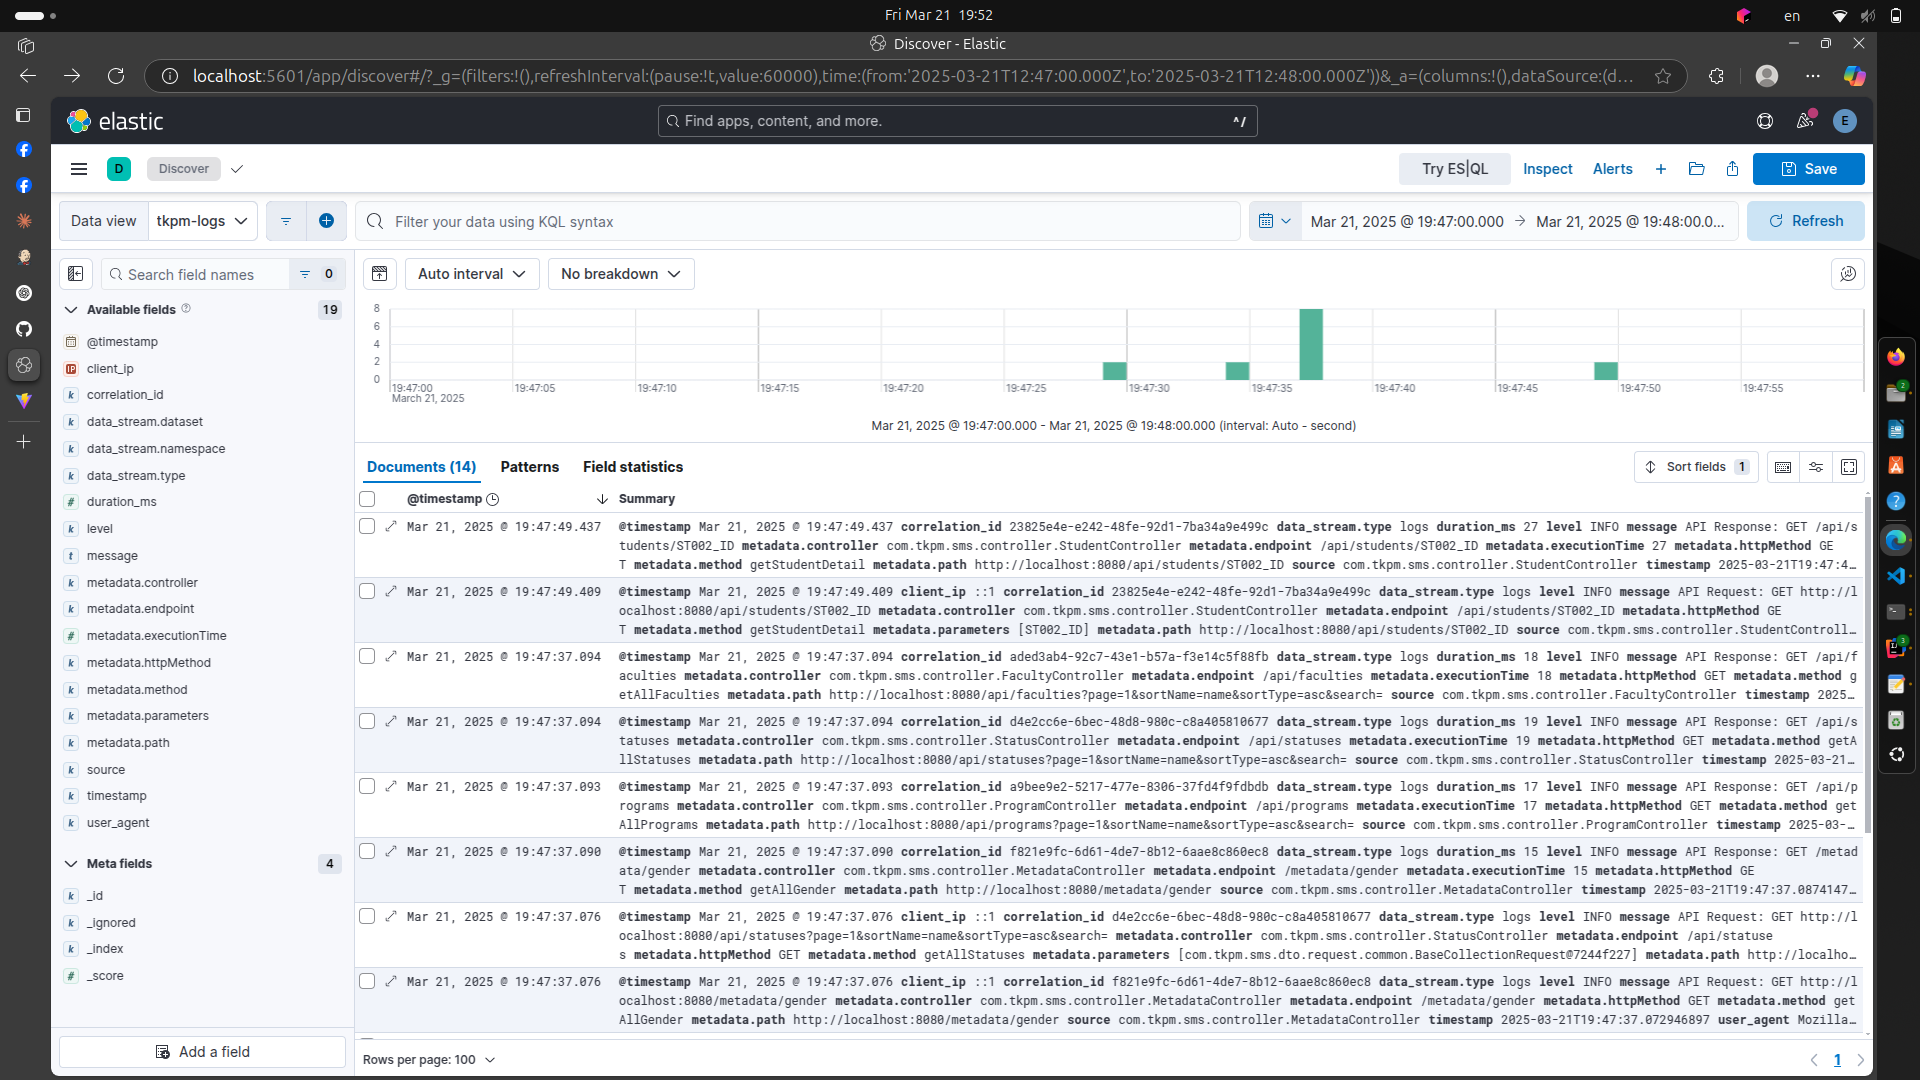 Fri Mar 21 19:52
en
Discover - Elastic
localhost:5601/app/discover#/?_g=(filters:!(),refreshInterval:(pause:!t,value:60000),time:(from:'2025-03-21T12:47:00.000Z',to:'2025-03-21T12:48:00.000Z'))&_a=(columns:!(),dataSource:(d...
elastic
Find apps, content, and more.
^/
E
D
Discover
Try ES|QL
Inspect
Alerts
Save
Data view
tkpm-logs
Filter your data using KQL syntax
Mar 21, 2025 @ 19:47:00.000 → Mar 21, 2025 @ 19:48:00.0...
Refresh
Search field names
0
Auto interval
No breakdown
Available fields
19
@timestamp
client_ip
correlation_id
data_stream.dataset
data_stream.namespace
data_stream.type
duration_ms
level
message
metadata.controller
metadata.endpoint
metadata.executionTime
metadata.httpMethod
metadata.method
metadata.parameters
metadata.path
source
timestamp
user_agent
Meta fields
4
_id
_ignored
_index
_score
Add a field
8
6
4
2
0
19:47:00
March 21, 2025
19:47:05
19:47:10
19:47:15
19:47:20
19:47:25
19:47:30
19:47:35
19:47:40
19:47:45
19:47:50
19:47:55
Mar 21, 2025 @ 19:47:00.000 - Mar 21, 2025 @ 19:48:00.000 (interval: Auto - second)
Documents (14)
Patterns
Field statistics
Sort fields 1
@timestamp
Summary
Mar 21, 2025 @ 19:47:49.437
@timestamp Mar 21, 2025 @ 19:47:49.437 correlation_id 23825e4e-e242-48fe-92d1-7ba34a9e499c data_stream.type logs duration_ms 27 level INFO message API Response: GET /api/s
tudents/ST002_ID metadata.controller com.tkpm.sms.controller.StudentController metadata.endpoint /api/students/ST002_ID metadata.executionTime 27 metadata.httpMethod GE
T metadata.method getStudentDetail metadata.path http://localhost:8080/api/students/ST002_ID source com.tkpm.sms.controller.StudentController timestamp 2025-03-21T19:47:4...
Mar 21, 2025 @ 19:47:49.409
@timestamp Mar 21, 2025 @ 19:47:49.409 client_ip ::1 correlation_id 23825e4e-e242-48fe-92d1-7ba34a9e499c data_stream.type logs level INFO message API Request: GET http://l
ocalhost:8080/api/students/ST002_ID metadata.controller com.tkpm.sms.controller.StudentController metadata.endpoint /api/students/ST002_ID metadata.httpMethod GE
T metadata.method getStudentDetail metadata.parameters [ST002_ID] metadata.path http://localhost:8080/api/students/ST002_ID source com.tkpm.sms.controller.StudentControll...
Mar 21, 2025 @ 19:47:37.094
@timestamp Mar 21, 2025 @ 19:47:37.094 correlation_id aded3ab4-92c7-43e1-b57a-f3e14c5f88fb data_stream.type logs duration_ms 18 level INFO message API Response: GET /api/f
aculties metadata.controller com.tkpm.sms.controller.FacultyController metadata.endpoint /api/faculties metadata.executionTime 18 metadata.httpMethod GET metadata.method g
etAllFaculties metadata.path http://localhost:8080/api/faculties?page=1&sortName=name&sortType=asc&search= source com.tkpm.sms.controller.FacultyController timestamp 2025...
Mar 21, 2025 @ 19:47:37.094
@timestamp Mar 21, 2025 @ 19:47:37.094 correlation_id d4e2cc6e-6bec-48d8-980c-c8a405810677 data_stream.type logs duration_ms 19 level INFO message API Response: GET /api/s
tatuses metadata.controller com.tkpm.sms.controller.StatusController metadata.endpoint /api/statuses metadata.executionTime 19 metadata.httpMethod GET metadata.method getA
llStatuses metadata.path http://localhost:8080/api/statuses?page=1&sortName=name&sortType=asc&search= source com.tkpm.sms.controller.StatusController timestamp 2025-03-21...
Mar 21, 2025 @ 19:47:37.093
@timestamp Mar 21, 2025 @ 19:47:37.093 correlation_id a9bee9e2-5217-477e-8306-37fd4f9fdbdb data_stream.type logs duration_ms 17 level INFO message API Response: GET /api/p
rograms metadata.controller com.tkpm.sms.controller.ProgramController metadata.endpoint /api/programs metadata.executionTime 17 metadata.httpMethod GET metadata.method get
AllPrograms metadata.path http://localhost:8080/api/programs?page=1&sortName=name&sortType=asc&search= source com.tkpm.sms.controller.ProgramController timestamp 2025-03-...
Mar 21, 2025 @ 19:47:37.090
@timestamp Mar 21, 2025 @ 19:47:37.090 correlation_id f821e9fc-6d61-4de7-8b12-6aae8c860ec8 data_stream.type logs duration_ms 15 level INFO message API Response: GET /metad
ata/gender metadata.controller com.tkpm.sms.controller.MetadataController metadata.endpoint /metadata/gender metadata.executionTime 15 metadata.httpMethod GE
T metadata.method getAllGender metadata.path http://localhost:8080/metadata/gender source com.tkpm.sms.controller.MetadataController timestamp 2025-03-21T19:47:37.0874147...
Mar 21, 2025 @ 19:47:37.076
@timestamp Mar 21, 2025 @ 19:47:37.076 client_ip ::1 correlation_id d4e2cc6e-6bec-48d8-980c-c8a405810677 data_stream.type logs level INFO message API Request: GET http://l
ocalhost:8080/api/statuses?page=1&sortName=name&sortType=asc&search= metadata.controller com.tkpm.sms.controller.StatusController metadata.endpoint /api/statuse
s metadata.httpMethod GET metadata.method getAllStatuses metadata.parameters [com.tkpm.sms.dto.request.common.BaseCollectionRequest@7244f227] metadata.path http://localho...
Mar 21, 2025 @ 19:47:37.076
@timestamp Mar 21, 2025 @ 19:47:37.076 client_ip ::1 correlation_id f821e9fc-6d61-4de7-8b12-6aae8c860ec8 data_stream.type logs level INFO message API Request: GET http://l
ocalhost:8080/metadata/gender metadata.controller com.tkpm.sms.controller.MetadataController metadata.endpoint /metadata/gender metadata.httpMethod GET metadata.method get
AllGender metadata.path http://localhost:8080/metadata/gender source com.tkpm.sms.controller.MetadataController timestamp 2025-03-21T19:47:37.072946897 user_agent Mozilla...
Rows per page: 100
1